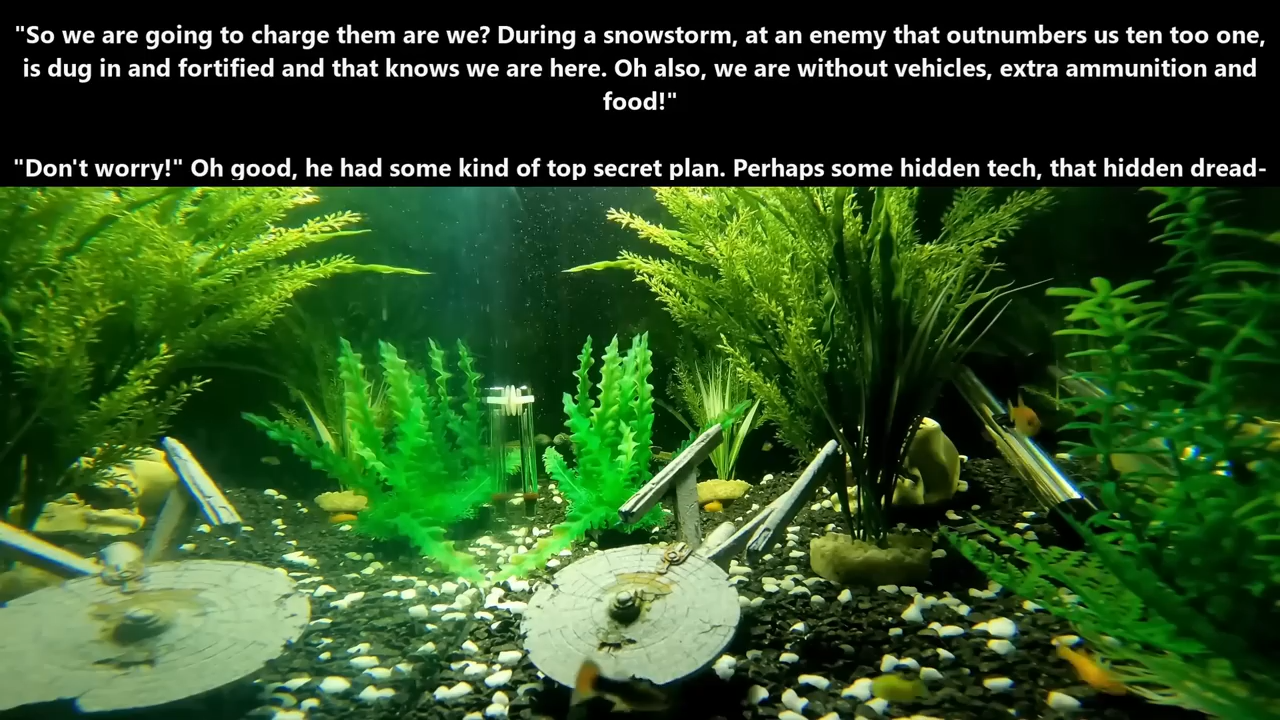 "So we are going to charge them are we? During a snowstorm, at an enemy that outnumbers us ten too one,
is dug in and fortified and that knows we are here. Oh also, we are without vehicles, extra ammunition and
food!"
"Don't worry!" Oh good, he had some kind of top secret plan. Perhaps some hidden tech, that hidden dread-